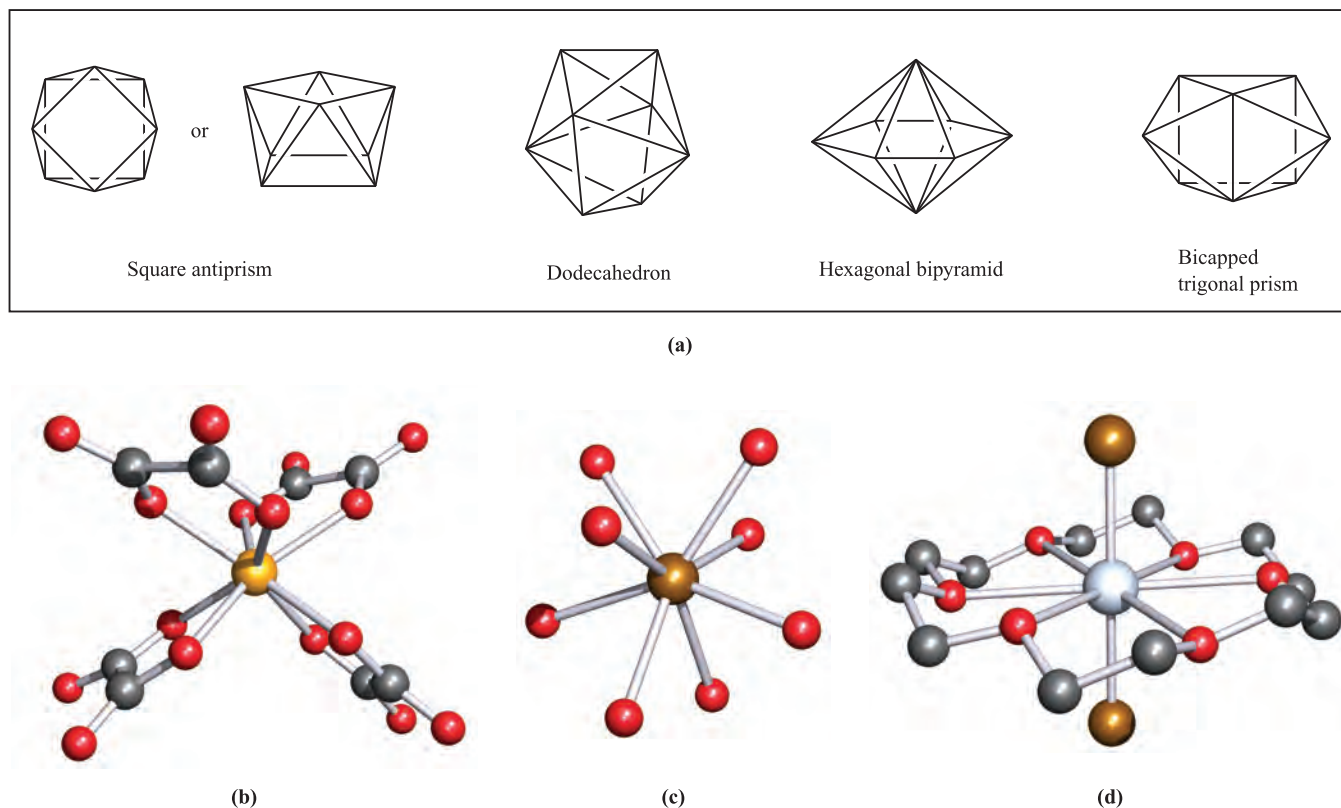 or
Square antiprism
Dodecahedron
Hexagonal bipyramid
Bicapped
trigonal prism
(a)
(b)
(c)
(d)